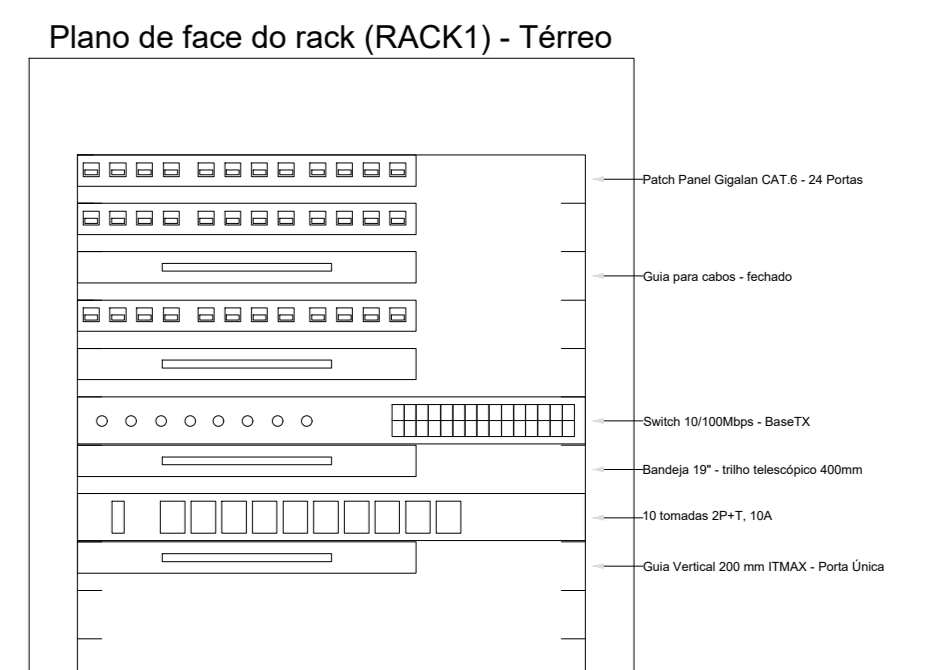 Plano de face do rack (RACK1) - Térreo
Patch Panel Gigalan CAT.6 - 24 Portas
Guia para cabos - fechado
Switch 10/100Mbps - BaseTX
Bandeja 19" - trilho telescópico 400mm
10 tomadas 2P+T, 10A
Guia Vertical 200 mm ITMAX - Porta Única